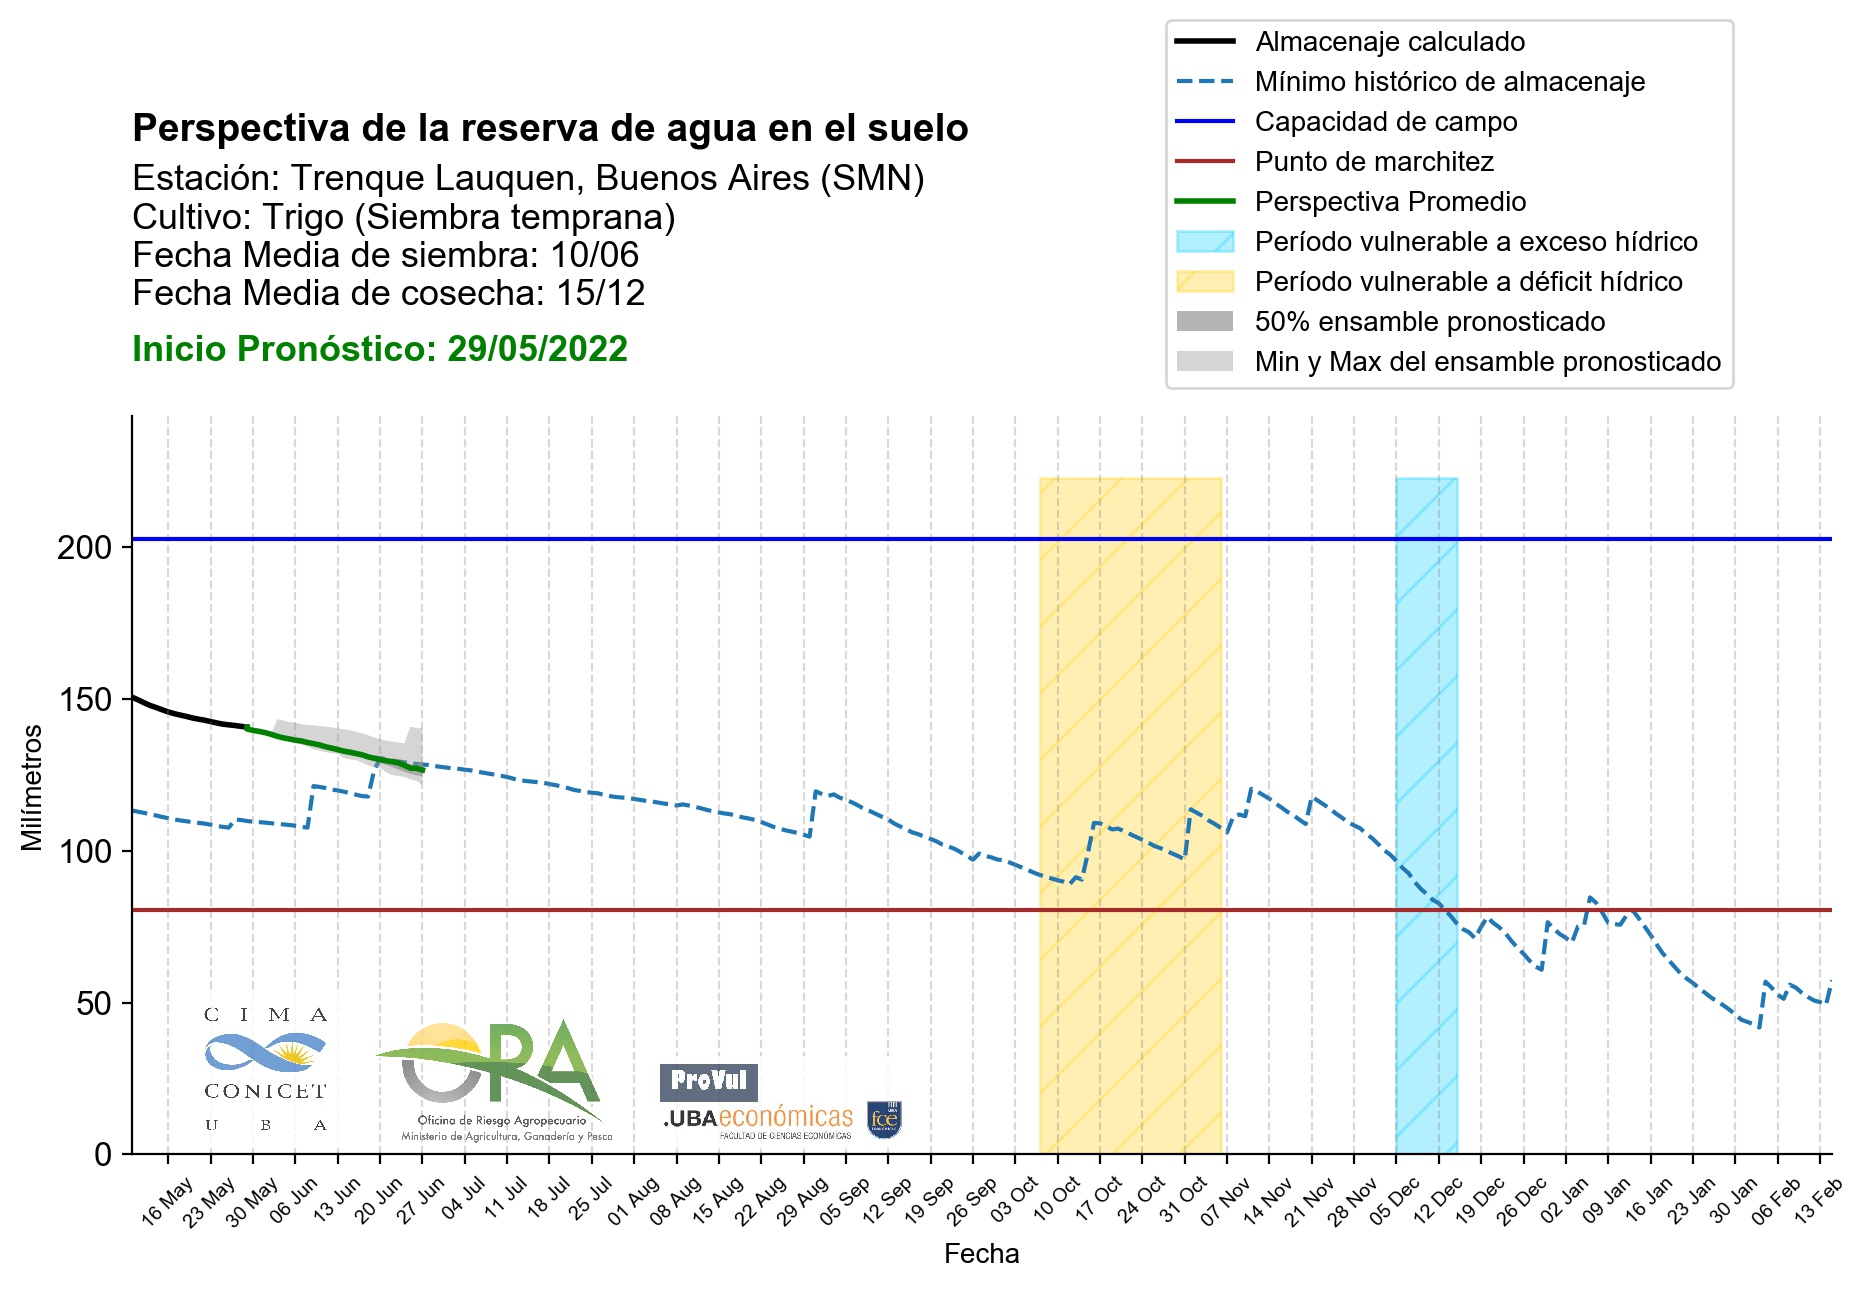 Almacenaje calculado
Mínimo histórico de almacenaje
Capacidad de campo
Punto de marchitez
Perspectiva Promedio
Período vulnerable a exceso hídrico
Período vulnerable a déficit hídrico
50% ensamble pronosticado
Min y Max del ensamble pronosticado
Perspectiva de la reserva de agua en el suelo
Estación: Trenque Lauquen, Buenos Aires (SMN)
Cultivo: Trigo (Siembra temprana)
Fecha Media de siembra: 10/06
Fecha Media de cosecha: 15/12
Inicio Pronóstico: 29/05/2022
Milímetros
200
150
100
50
0
CIMA
CONICET
UBA
ORA
Oficina de Riesgo Agropecuario
Ministerio de Agricultura, Ganadería y Pesca
ProVul
.UBAeconómicas
FACULTAD DE CIENCIAS ECONÓMICAS
fce
16 May
23 May
30 May
06 Jun
13 Jun
20 Jun
27 Jun
04 Jul
11 Jul
18 Jul
25 Jul
01 Aug
08 Aug
15 Aug
22 Aug
29 Aug
05 Sep
12 Sep
19 Sep
26 Sep
03 Oct
10 Oct
17 Oct
24 Oct
31 Oct
07 Nov
14 Nov
21 Nov
28 Nov
05 Dec
12 Dec
19 Dec
26 Dec
02 Jan
09 Jan
16 Jan
23 Jan
30 Jan
06 Feb
13 Feb
Fecha